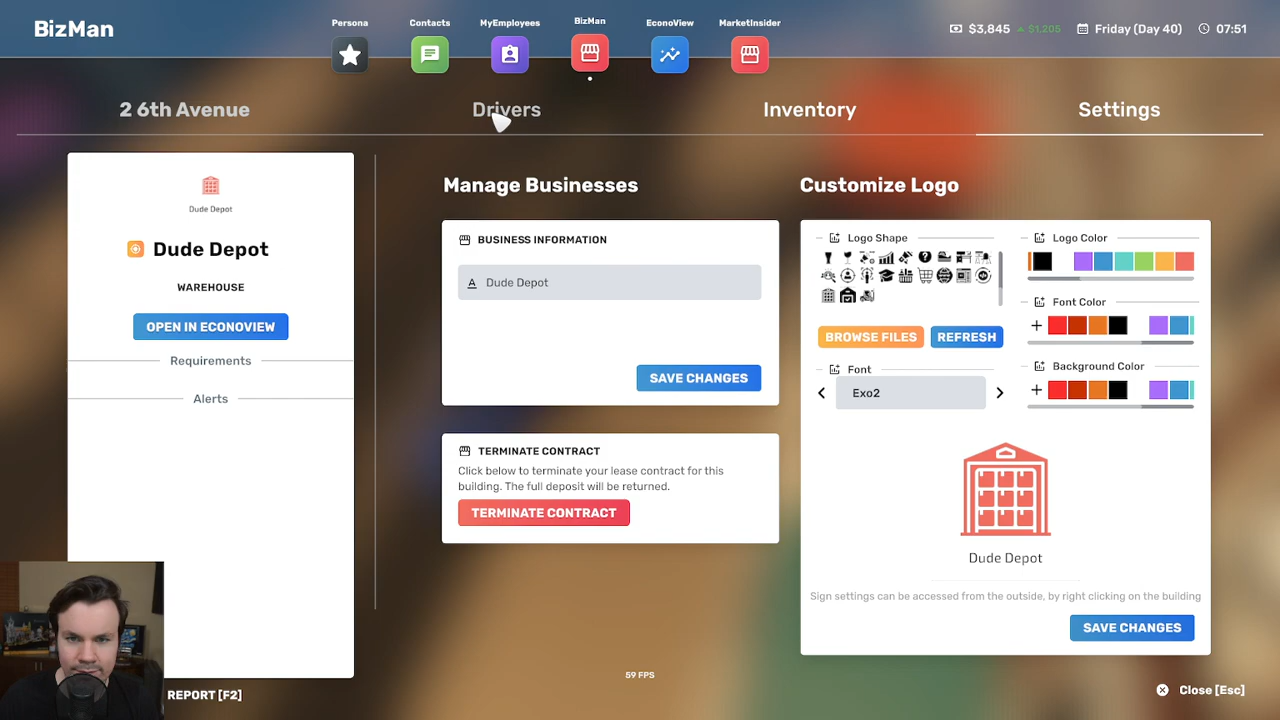 BizMan
Persona
Contacts
MyEmployees
BizMan
EconoView
MarketInsider
$3,845
$1.205
Friday (Day 40)
07:51
2 6th Avenue
Drivers
Inventory
Settings
Dude Depot
Dude Depot
WAREHOUSE
OPEN IN ECONOVIEW
Requirements
Alerts
Manage Businesses
BUSINESS INFORMATION
Dude Depot
SAVE CHANGES
TERMINATE CONTRACT
Click below to terminate your lease contract for this
building. The full deposit will be returned.
TERMINATE CONTRACT
Customize Logo
Logo Shape
BROWSE FILES
REFRESH
Font
Exo2
Logo Color
Font Color
Background Color
Dude Depot
Sign settings can be accessed from the outside, by right clicking on the building
SAVE CHANGES
59 FPS
REPORT [F2]
Close [Esc]